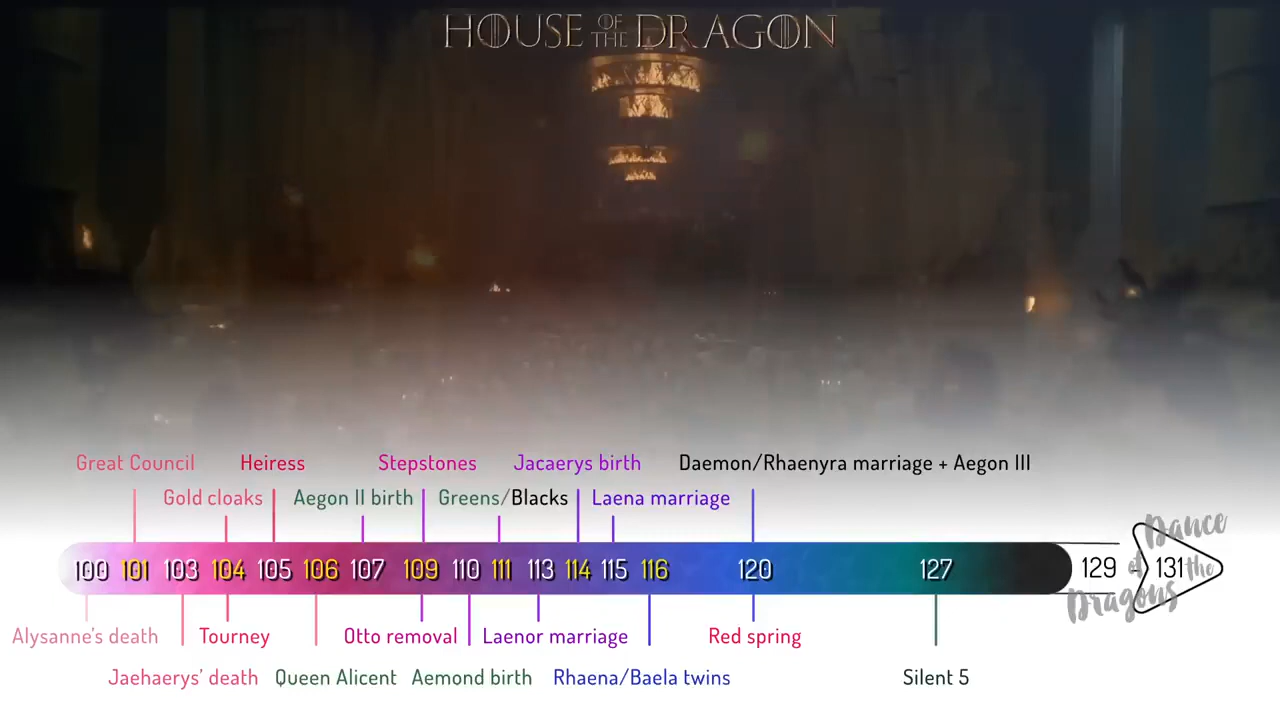 HOUSE OF THE DRAGON
Great Council
Heiress
Stepstones
Jacaerys birth
Daemon/Rhaenyra marriage + Aegon III
Gold cloaks
Aegon II birth
Greens/Blacks
Laena marriage
100 101 103 104 105 106 107 109 110 111 113 114 115 116 120 127 129 - 131
Dance of the Dragons
Alysanne's death
Tourney
Otto removal
Laenor marriage
Red spring
Jaehaerys' death
Queen Alicent
Aemond birth
Rhaena/Baela twins
Silent 5